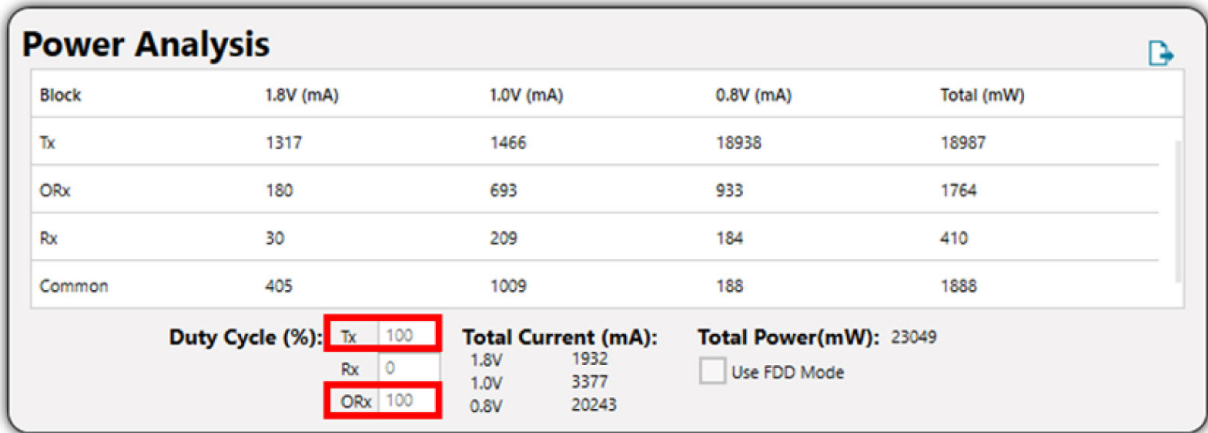 Power Analysis
Block 1.8V (mA) 1.0V (mA) 0.8V (mA) Total (mW)
Tx 1317 1466 18938 18987
ORx 180 693 933 1764
Rx 30 209 184 410
Common 405 1009 188 1888
Duty Cycle (%): Tx 100 Total Current (mA): Total Power(mW): 23049
1.8V 1932
Rx 0 Use FDD Mode
1.0V 3377
ORx 100 0.8V 20243